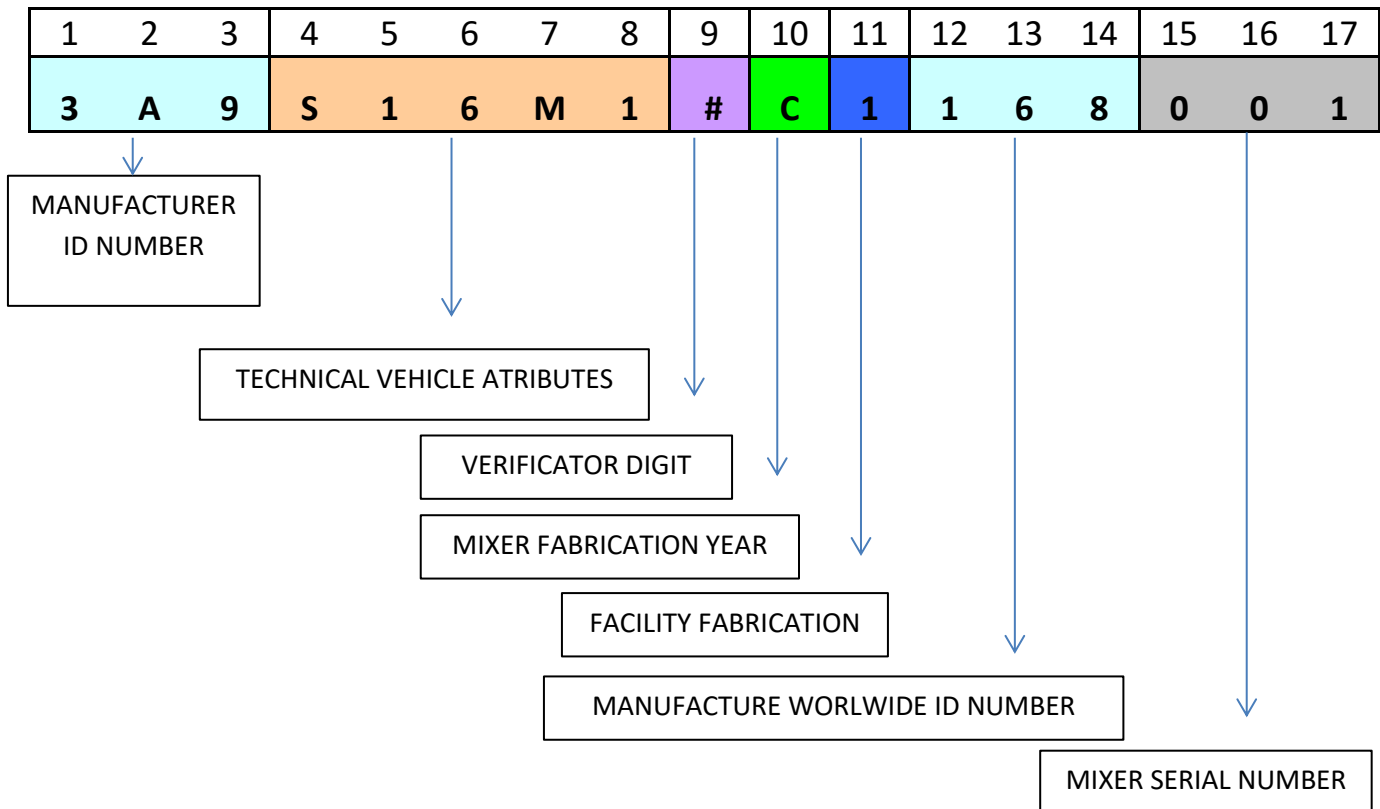 1 2 3 4 5 6 7 8 9 10 11 12 13 14 15 16 17
3 A 9 S 1 6 M 1 # C 1 1 6 8 0 0 1
MANUFACTURER
ID NUMBER
TECHNICAL VEHICLE ATRIBUTES
VERIFICATOR DIGIT
MIXER FABRICATION YEAR
FACILITY FABRICATION
MANUFACTURE WORLWIDE ID NUMBER
MIXER SERIAL NUMBER